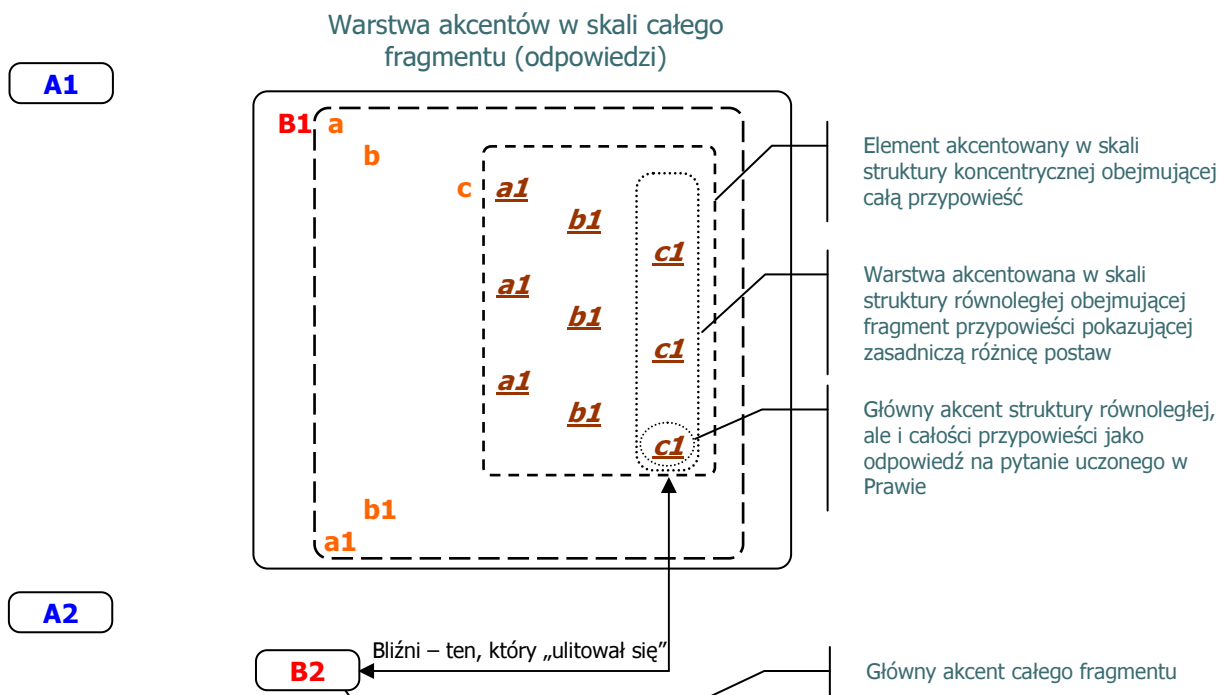 Warstwa akcentów w skali całego
fragmentu (odpowiedzi)
A1
B1 a
b
c a1
b1
c1
a1
b1
c1
a1
b1
c1
b1
a1
Element akcentowany w skali
struktury koncentrycznej obejmującej
całą przypowieść
Warstwa akcentowana w skali
struktury równoległej obejmującej
fragment przypowieści pokazującej
zasadniczą różnicę postaw
Główny akcent struktury równoległej,
ale i całości przypowieści jako
odpowiedź na pytanie uczonego w
Prawie
A2
Bliźni – ten, który „ulitował się”
B2
Główny akcent całego fragmentu